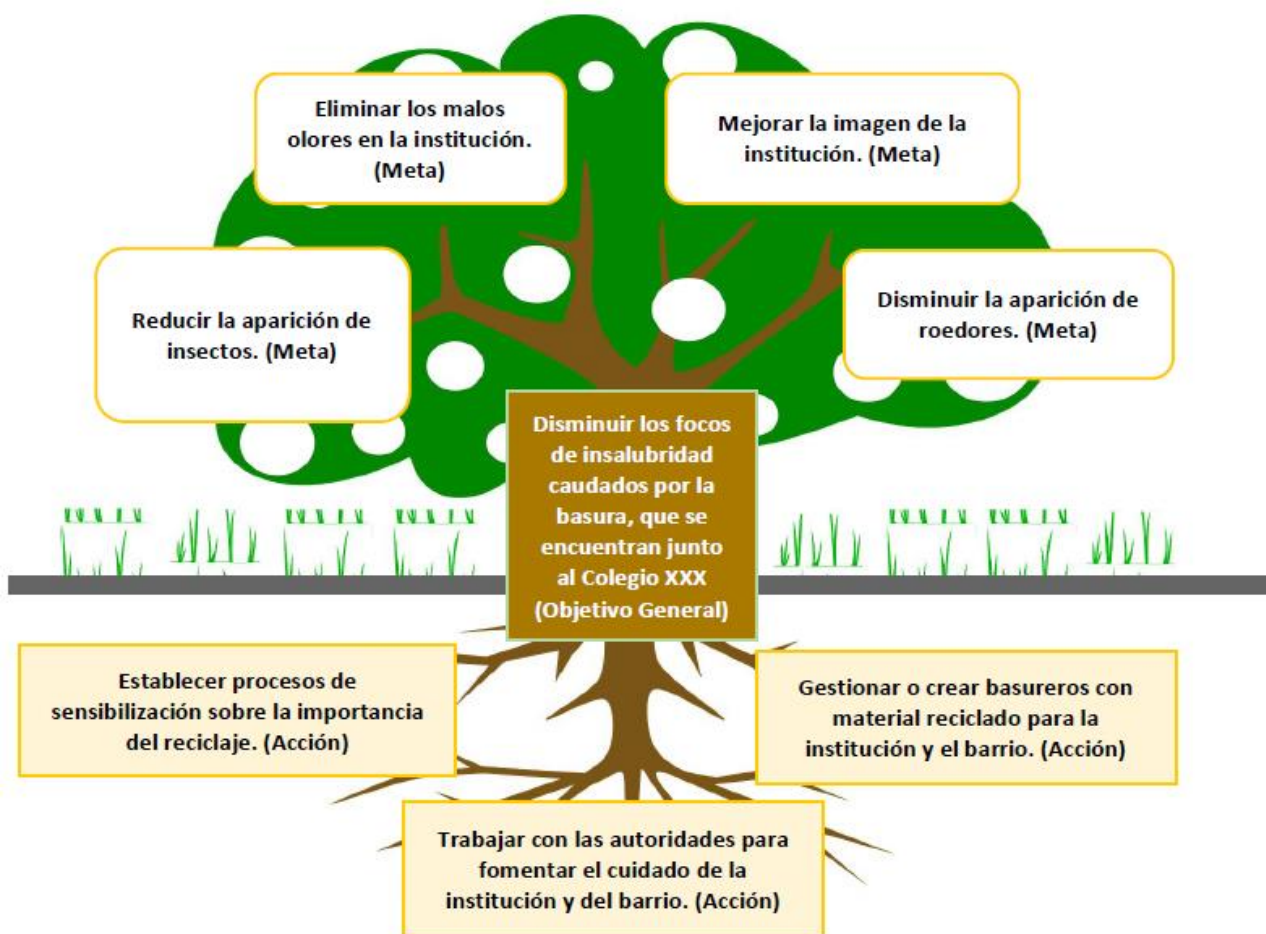 Eliminar los malos
olores en la institución.
(Meta)
Mejorar la imagen de la
institución. (Meta)
Reducir la aparición de
insectos. (Meta)
Disminuir la aparición de
roedores. (Meta)
Disminuir los focos
de insalubridad
caudados por la
basura, que se
encuentran junto
al Colegio XXX
(Objetivo General)
Establecer procesos de
sensibilización sobre la importancia
del reciclaje. (Acción)
Gestionar o crear basureros con
material reciclado para la
institución y el barrio. (Acción)
Trabajar con las autoridades para
fomentar el cuidado de la
institución y del barrio. (Acción)